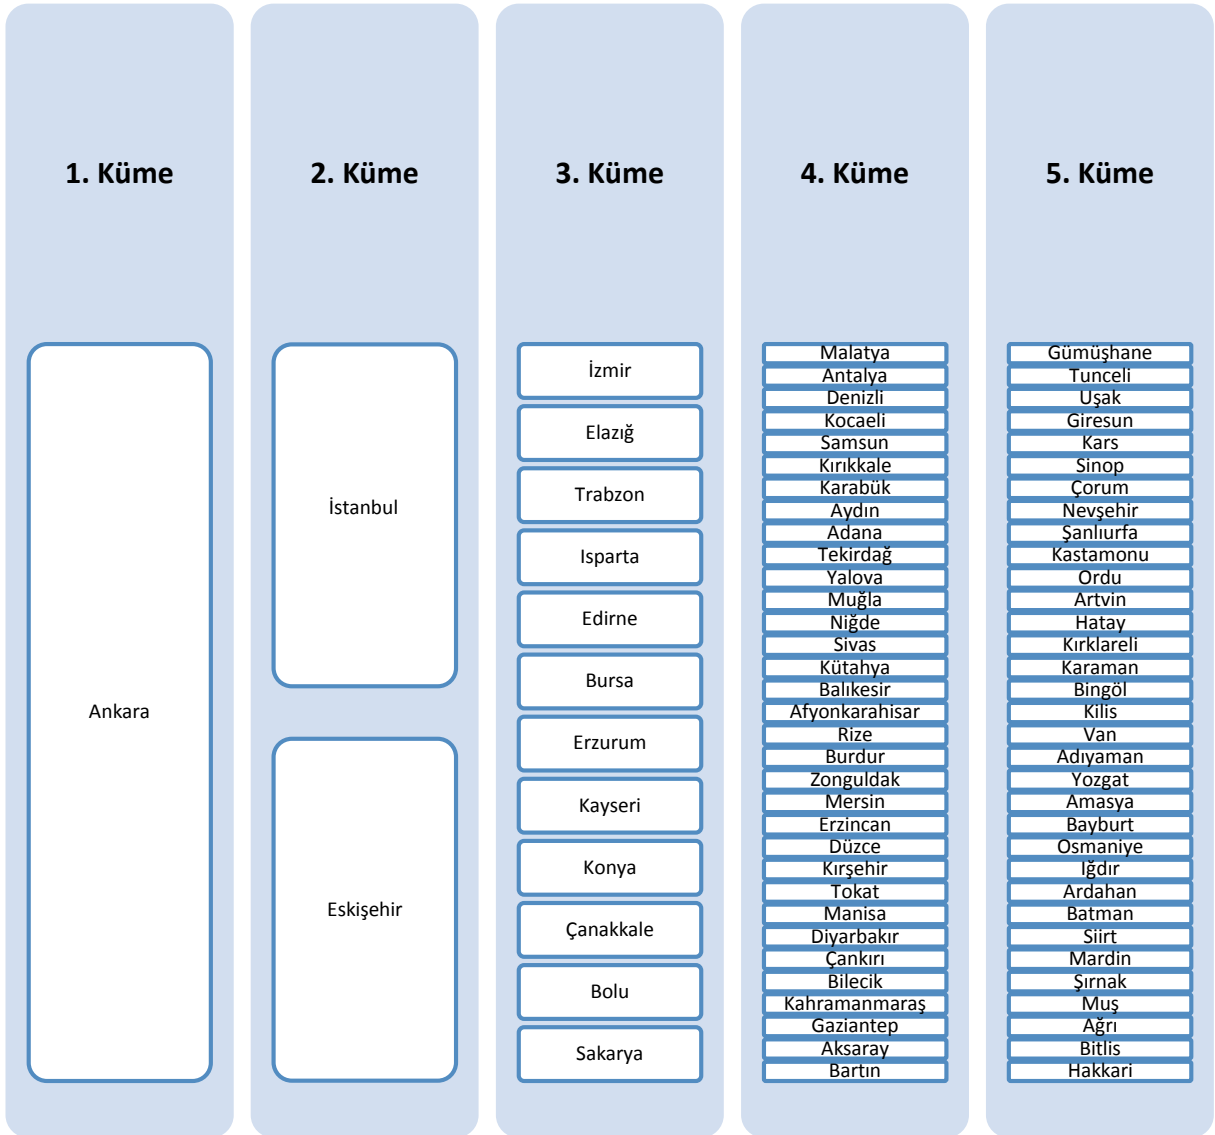 1. Küme
2. Küme
3. Küme
4. Küme
5. Küme
Ankara
İstanbul
Eskişehir
İzmir
Elazığ
Trabzon
Isparta
Edirne
Bursa
Erzurum
Kayseri
Konya
Çanakkale
Bolu
Sakarya
Malatya
Antalya
Denizli
Kocaeli
Samsun
Kırıkkale
Karabük
Aydın
Adana
Tekirdağ
Yalova
Muğla
Niğde
Sivas
Kütahya
Balıkesir
Afyonkarahisar
Rize
Burdur
Zonguldak
Mersin
Erzincan
Düzce
Kırşehir
Tokat
Manisa
Diyarbakır
Çankırı
Bilecik
Kahramanmaraş
Gaziantep
Aksaray
Bartın
Gümüşhane
Tunceli
Uşak
Giresun
Kars
Sinop
Çorum
Nevşehir
Şanlıurfa
Kastamonu
Ordu
Artvin
Hatay
Kırklareli
Karaman
Bingöl
Kilis
Van
Adıyaman
Yozgat
Amasya
Bayburt
Osmaniye
Iğdır
Ardahan
Batman
Siirt
Mardin
Şırnak
Muş
Ağrı
Bitlis
Hakkari